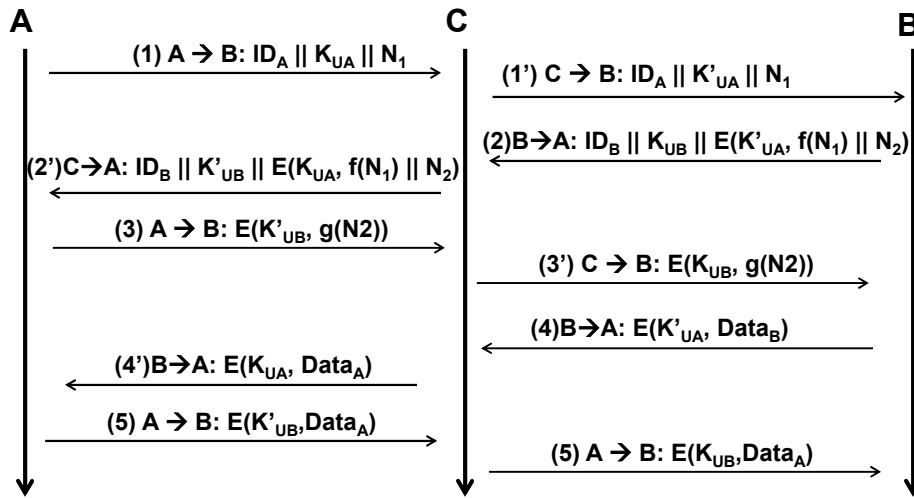 A C B
(1) A → B: ID_A || K_UA || N_1
(1') C → B: ID_A || K'_UA || N_1
(2)B→A: ID_B || K_UB || E(K'_UA, f(N_1) || N_2)
(2')C→A: ID_B || K'_UB || E(K_UA, f(N_1) || N_2)
(3) A → B: E(K'_UB, g(N2))
(3') C → B: E(K_UB, g(N2))
(4)B→A: E(K'_UA, Data_B)
(4')B→A: E(K_UA, Data_A)
(5) A → B: E(K'_UB,Data_A)
(5) A → B: E(K_UB,Data_A)